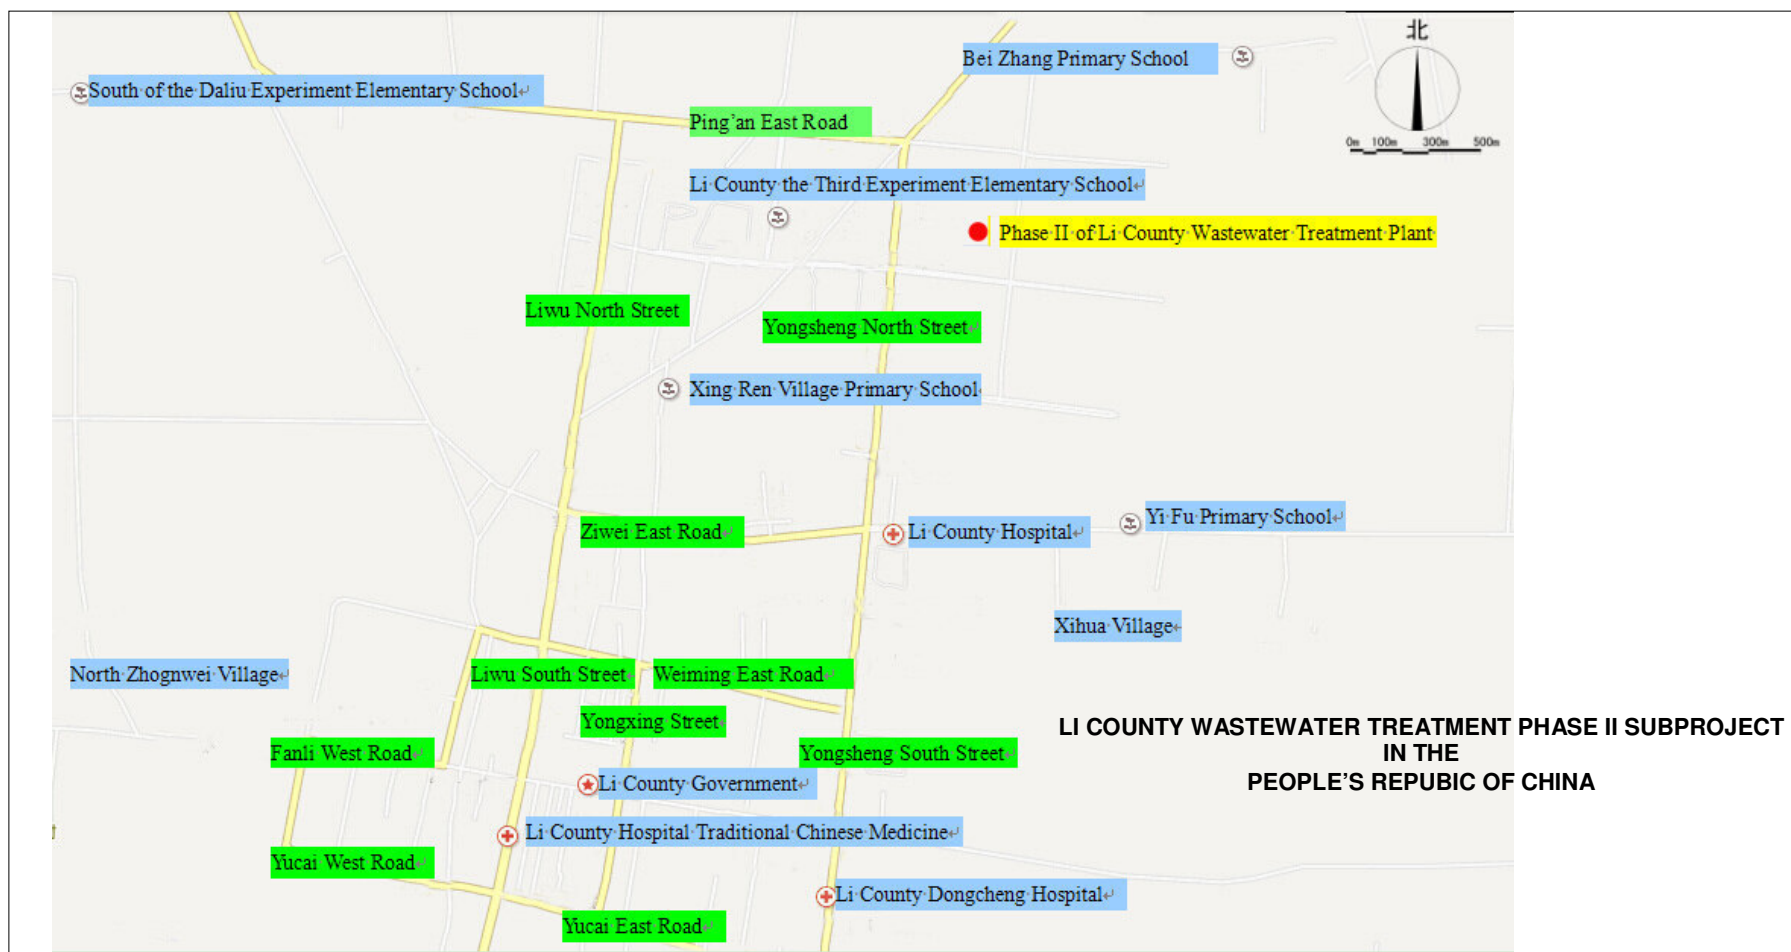 北
Bei Zhang Primary School
South of the Daliu Experiment Elementary School
Ping'an East Road
0m 100m 300m 500m
Li County the Third Experiment Elementary School
Phase II of Li County Wastewater Treatment Plant
Liwu North Street
Yongsheng North Street
Xing Ren Village Primary School
Ziwei East Road
Li County Hospital
Yi Fu Primary School
Xihua Village
North Zhognwei Village
Liwu South Street
Weiming East Road
Yongxing Street
Fanli West Road
Yongsheng South Street
LI COUNTY WASTEWATER TREATMENT PHASE II SUBPROJECT
IN THE
PEOPLE'S REPUBIC OF CHINA
Li County Government
Li County Hospital Traditional Chinese Medicine
Yucai West Road
Li County Dongcheng Hospital
Yucai East Road